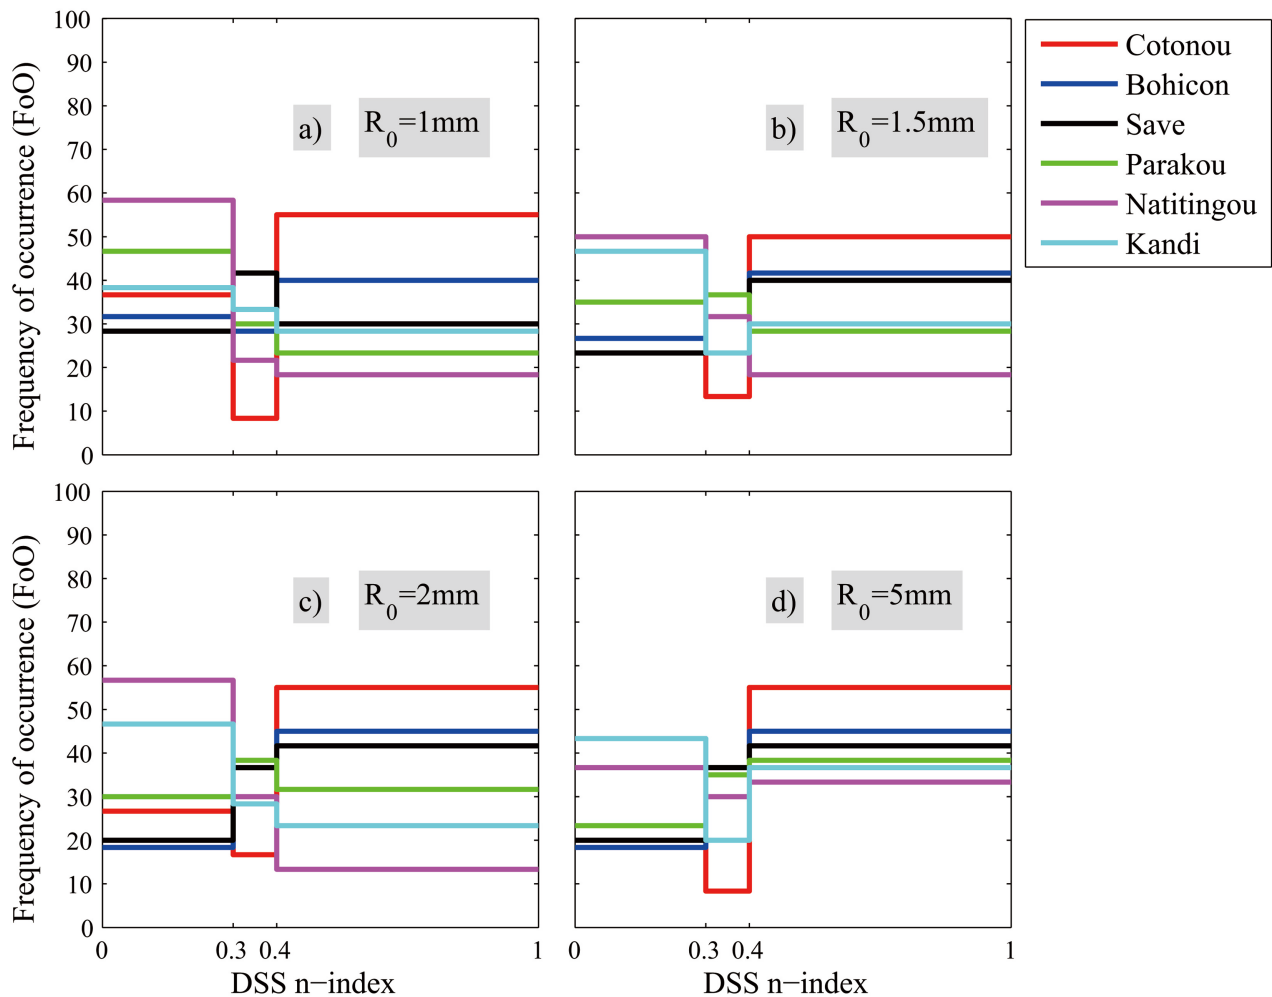 100
90
80
70
60
50
40
30
20
10
0
Frequency of occurrence (FoO)
a) R0=1mm
b) R0=1.5mm
Cotonou
Bohicon
Save
Parakou
Natitingou
Kandi
100
90
80
70
60
50
40
30
20
10
0
Frequency of occurrence (FoO)
c) R0=2mm
d) R0=5mm
0 0.3 0.4 1
DSS n−index
0 0.3 0.4 1
DSS n−index